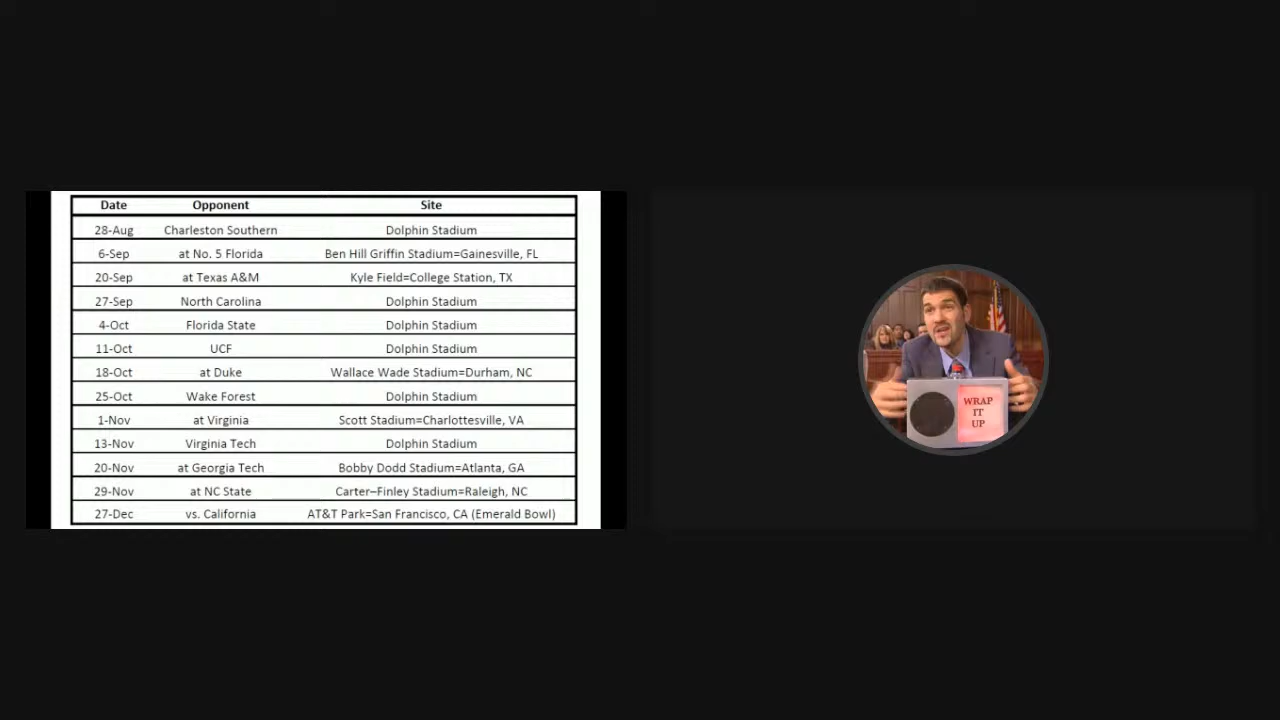 Date Opponent Site
28-Aug Charleston Southern Dolphin Stadium
6-Sep at No. 5 Florida Ben Hill Griffin Stadium=Gainesville, FL
20-Sep at Texas A&M Kyle Field=College Station, TX
27-Sep North Carolina Dolphin Stadium
4-Oct Florida State Dolphin Stadium
11-Oct UCF Dolphin Stadium
18-Oct at Duke Wallace Wade Stadium=Durham, NC
25-Oct Wake Forest Dolphin Stadium
1-Nov at Virginia Scott Stadium=Charlottesville, VA
13-Nov Virginia Tech Dolphin Stadium
20-Nov at Georgia Tech Bobby Dodd Stadium=Atlanta, GA
29-Nov at NC State Carter–Finley Stadium=Raleigh, NC
27-Dec vs. California AT&T Park=San Francisco, CA (Emerald Bowl)
WRAP
IT
UP